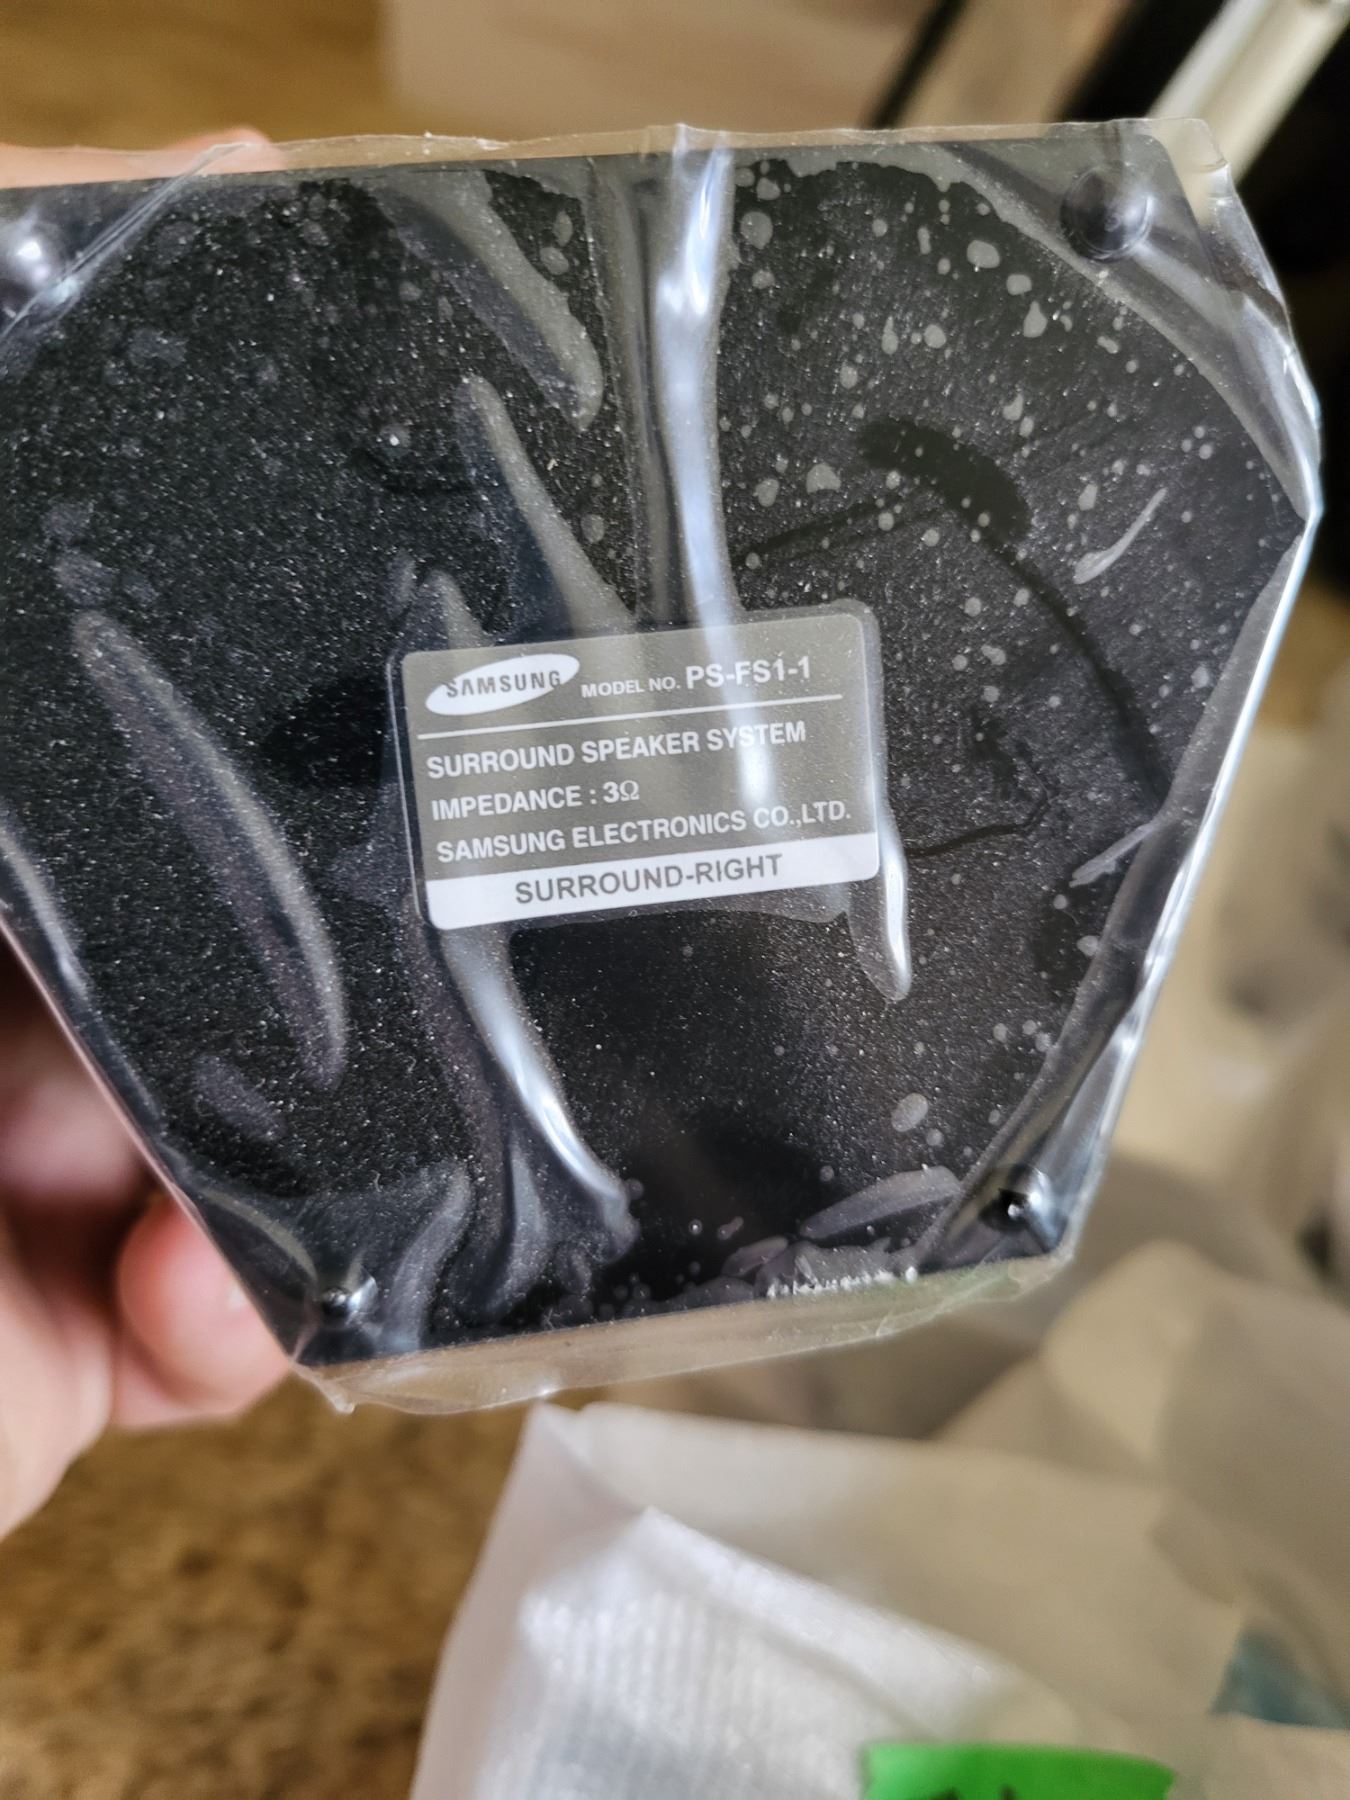 SAMSUNG MODEL NO. PS-FS1-1
SURROUND SPEAKER SYSTEM
IMPEDANCE : 3Ω
SAMSUNG ELECTRONICS CO.,LTD.
SURROUND-RIGHT